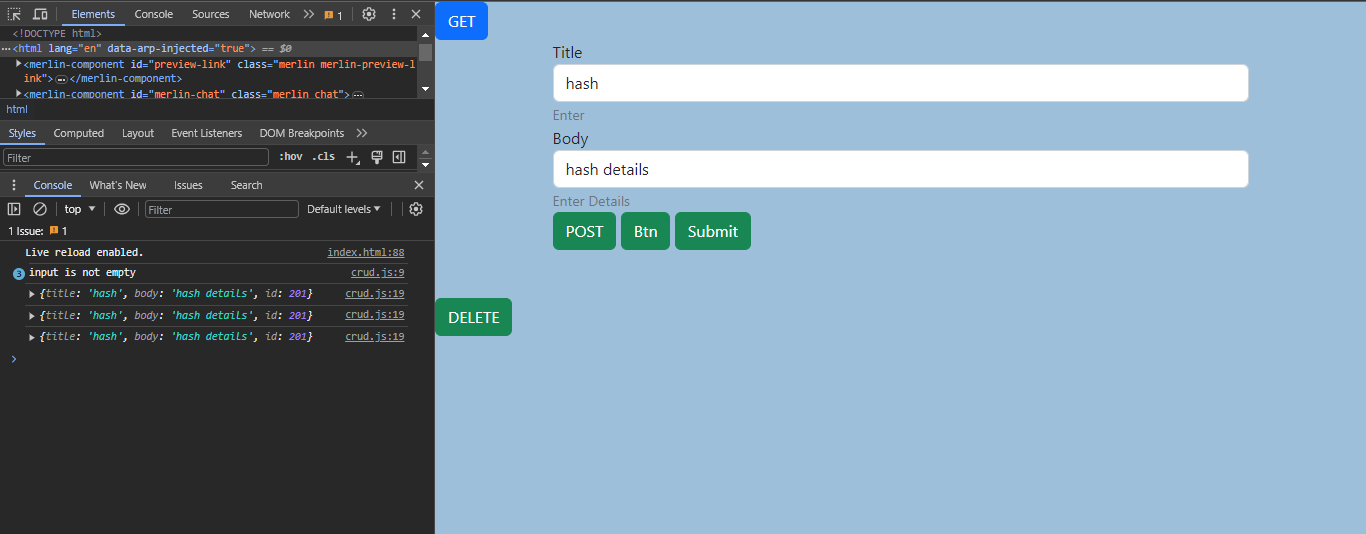 Elements Console Sources Network 1
<!DOCTYPE html>
<html lang="en" data-arp-injected="true"> == $0
<merlin-component id="preview-link" class="merlin merlin-preview-l
ink"> … </merlin-component>
<merlin-component id="merlin-chat" class="merlin chat"> …
html
Styles Computed Layout Event Listeners DOM Breakpoints
Filter :hov .cls
Console What's New Issues Search
top Filter Default levels
1 Issue: 1
Live reload enabled. index.html:88
3 input is not empty crud.js:9
{title: 'hash', body: 'hash details', id: 201} crud.js:19
{title: 'hash', body: 'hash details', id: 201} crud.js:19
{title: 'hash', body: 'hash details', id: 201} crud.js:19
GET
Title
hash
Enter
Body
hash details
Enter Details
POST Btn Submit
DELETE